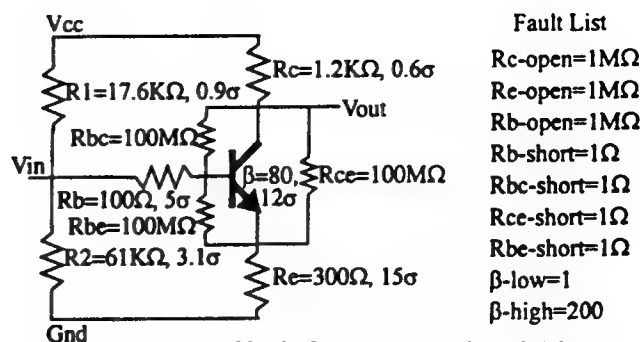 Vcc
Rc=1.2KΩ, 0.6σ
R1=17.6KΩ, 0.9σ
Vout
Rbc=100MΩ
Vin
β=80,
12σ
Rce=100MΩ
Rb=100Ω, 5σ
Rbe=100MΩ
R2=61KΩ, 3.1σ
Re=300Ω, 15σ
Gnd
Fault List
Rc-open=1MΩ
Re-open=1MΩ
Rb-open=1MΩ
Rb-short=1Ω
Rbc-short=1Ω
Rce-short=1Ω
Rbe-short=1Ω
β-low=1
β-high=200